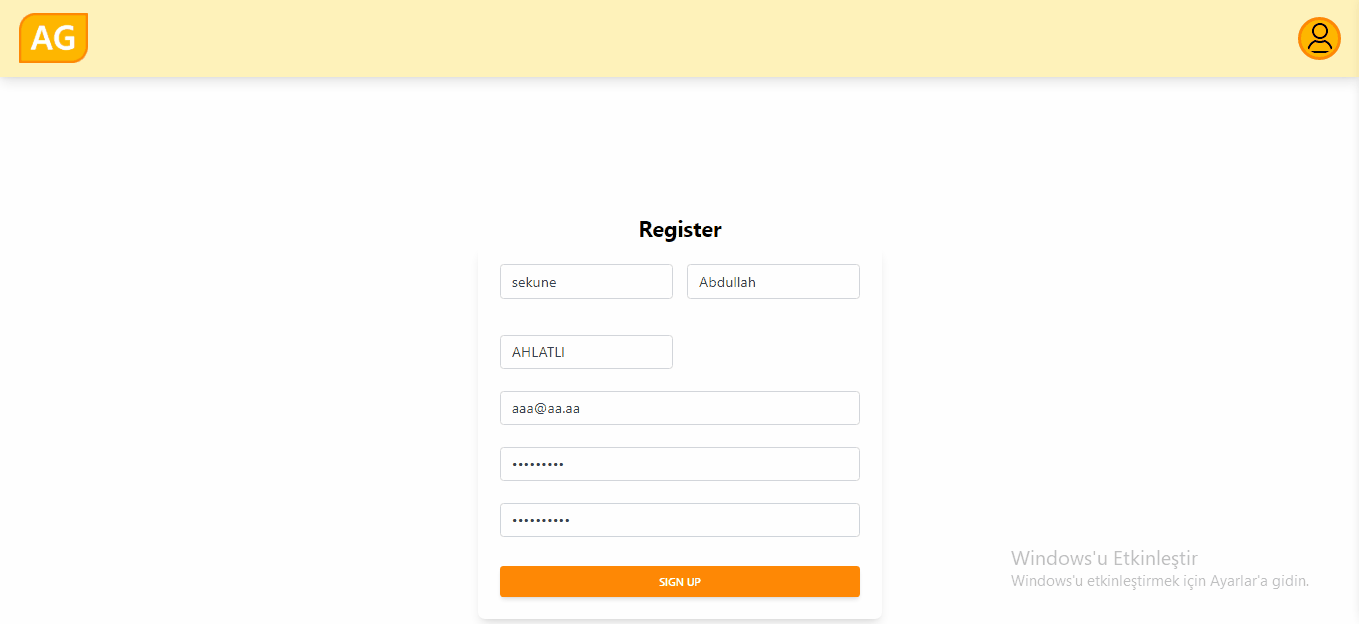 AG
Register
sekune
Abdullah
AHLATLI
aaa@aa.aa
•••••••••
••••••••••
SIGN UP
Windows'u Etkinleştir
Windows'u etkinleştirmek için Ayarlar'a gidin.